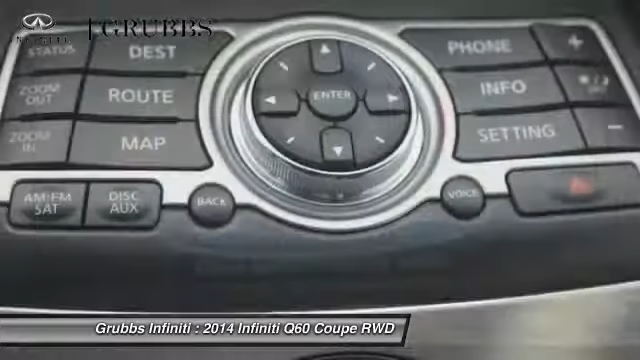 INFINITI
GRUBBS
STATUS
DEST
PHONE
+
ZOOM
OUT
ROUTE
ENTER
INFO
OFF
ZOOM
IN
MAP
SETTING
-
AM·FM
SAT
DISC
AUX
BACK
VOICE
Grubbs Infiniti : 2014 Infiniti Q60 Coupe RWD